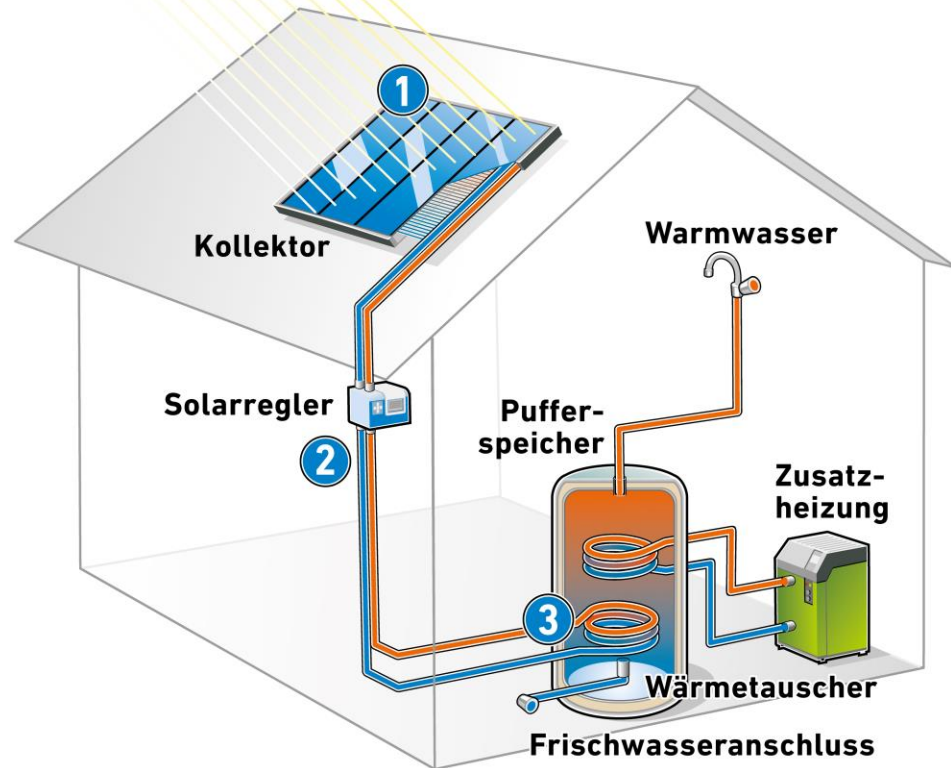 1
Kollektor
Warmwasser
Solarregler
2
Puffer-
speicher
Zusatz-
heizung
3
Wärmetauscher
Frischwasseranschluss